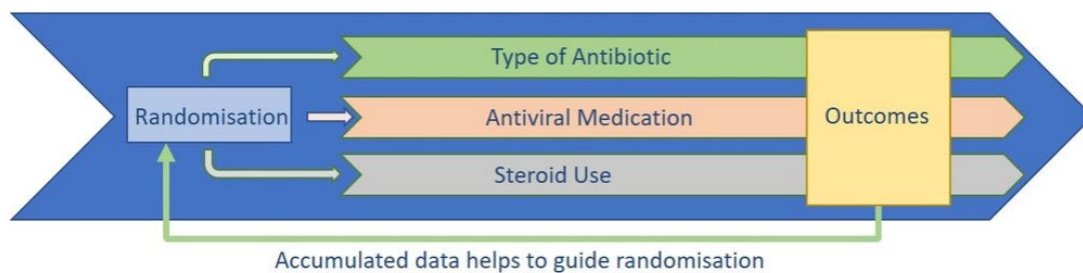 Type of Antibiotic
Randomisation
Antiviral Medication
Outcomes
Steroid Use
Accumulated data helps to guide randomisation